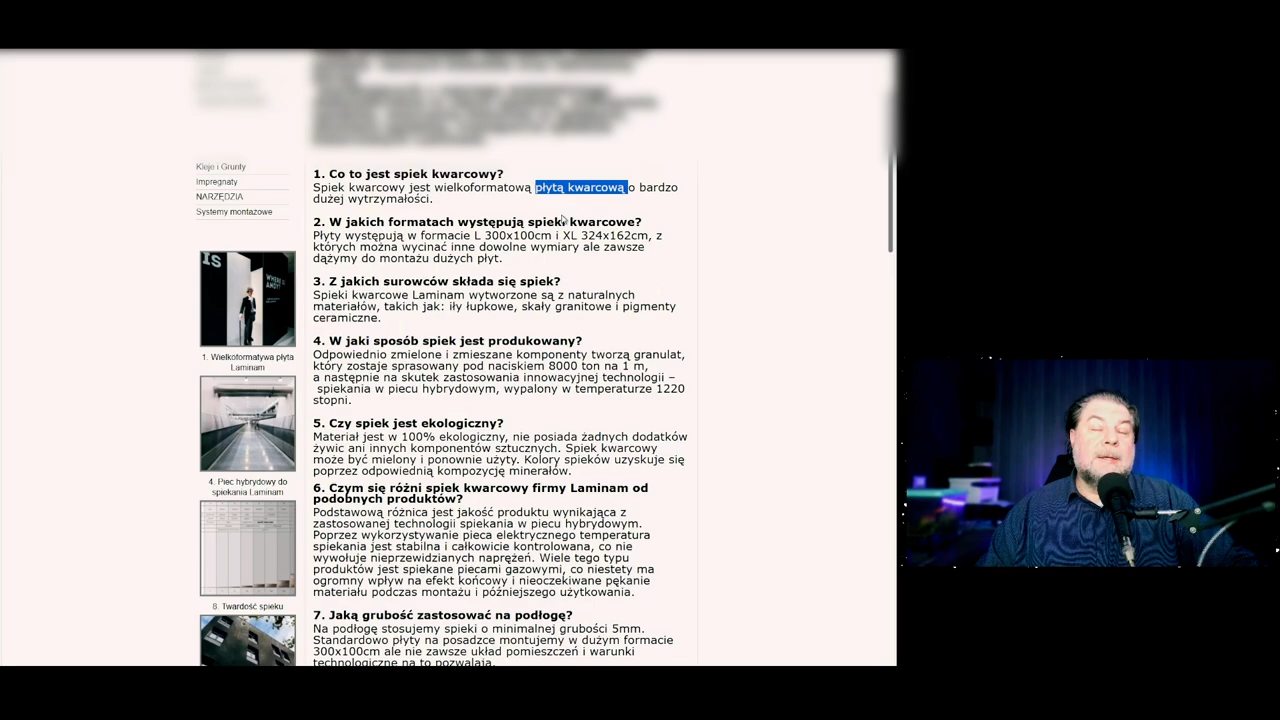 Kleje i Grunty
Impregnaty
NARZĘDZIA
Systemy montażowe
IS
WHERE IS
ANDY?
1. Wielkoformatywa płyta
Laminam
4. Piec hybrydowy do
spiekania Laminam
8. Twardość spieku
1. Co to jest spiek kwarcowy?
Spiek kwarcowy jest wielkoformatową płytą kwarcową o bardzo
dużej wytrzymałości.
2. W jakich formatach występują spieki kwarcowe?
Płyty występują w formacie L 300x100cm i XL 324x162cm, z
których można wycinać inne dowolne wymiary ale zawsze
dążymy do montażu dużych płyt.
3. Z jakich surowców składa się spiek?
Spieki kwarcowe Laminam wytworzone są z naturalnych
materiałów, takich jak: iły łupkowe, skały granitowe i pigmenty
ceramiczne.
4. W jaki sposób spiek jest produkowany?
Odpowiednio zmielone i zmieszane komponenty tworzą granulat,
który zostaje sprasowany pod naciskiem 8000 ton na 1 m,
a następnie na skutek zastosowania innowacyjnej technologii –
spiekania w piecu hybrydowym, wypalony w temperaturze 1220
stopni.
5. Czy spiek jest ekologiczny?
Materiał jest w 100% ekologiczny, nie posiada żadnych dodatków
żywic ani innych komponentów sztucznych. Spiek kwarcowy
może być mielony i ponownie użyty. Kolory spieków uzyskuje się
poprzez odpowiednią kompozycję minerałów.
6. Czym się różni spiek kwarcowy firmy Laminam od
podobnych produktów?
Podstawową różnica jest jakość produktu wynikająca z
zastosowanej technologii spiekania w piecu hybrydowym.
Poprzez wykorzystywanie pieca elektrycznego temperatura
spiekania jest stabilna i całkowicie kontrolowana, co nie
wywołuje nieprzewidzianych naprężeń. Wiele tego typu
produktów jest spiekane piecami gazowymi, co niestety ma
ogromny wpływ na efekt końcowy i nieoczekiwane pękanie
materiału podczas montażu i późniejszego użytkowania.
7. Jaką grubość zastosować na podłogę?
Na podłogę stosujemy spieki o minimalnej grubości 5mm.
Standardowo płyty na posadzce montujemy w dużym formacie
300x100cm ale nie zawsze układ pomieszczeń i warunki
technologiczne na to pozwalają.